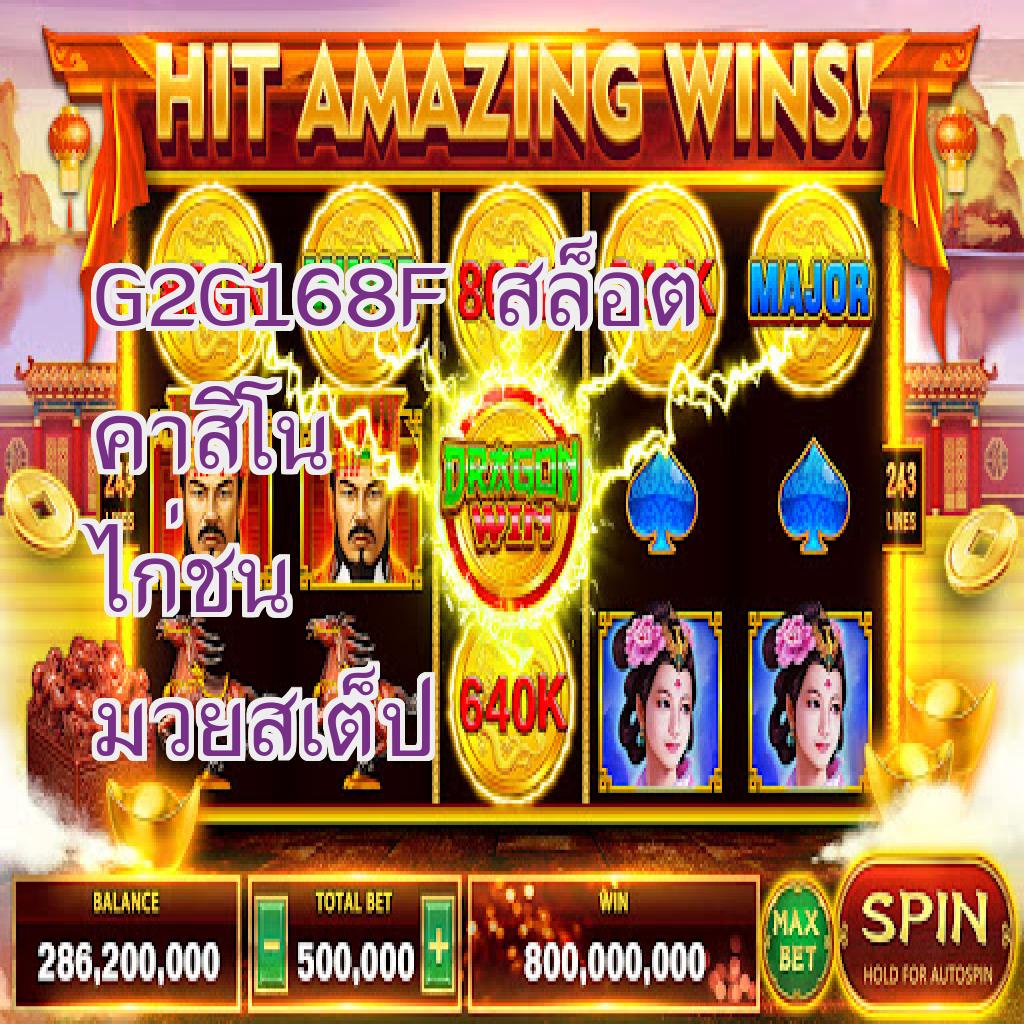 HIT AMAZING WINS!
G2G168F สล็อต
MAJOR
คาสิโน
243 LINES
DRAGON WIN
243 LINES
ไก่ชน
มวยสเต็ป
640K
BALANCE
TOTAL BET
WIN
286,200,000
- 500,000 +
800,000,000
MAX BET
SPIN
HOLD FOR AUTOSPIN